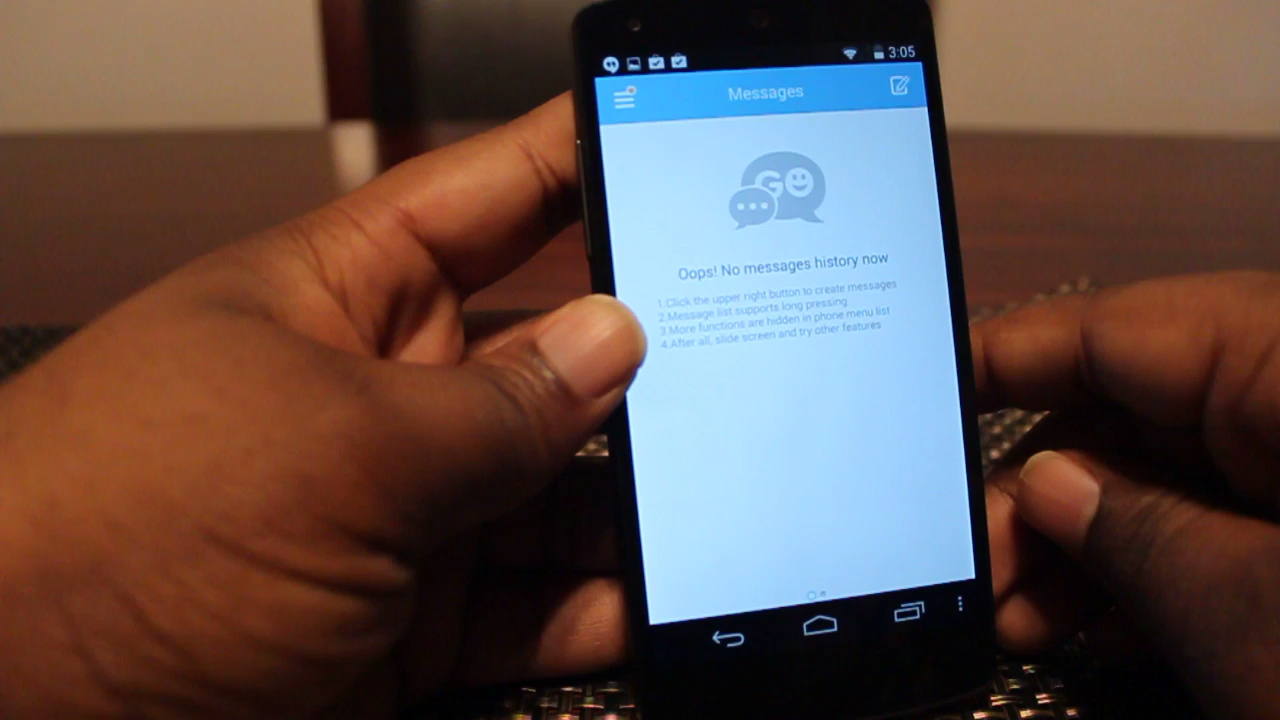 3:05
Messages
GO
Oops! No messages history now
1.Click the upper right button to create messages
2.Message list supports long pressing
3.More functions are hidden in phone menu list
4.After all, slide screen and try other features